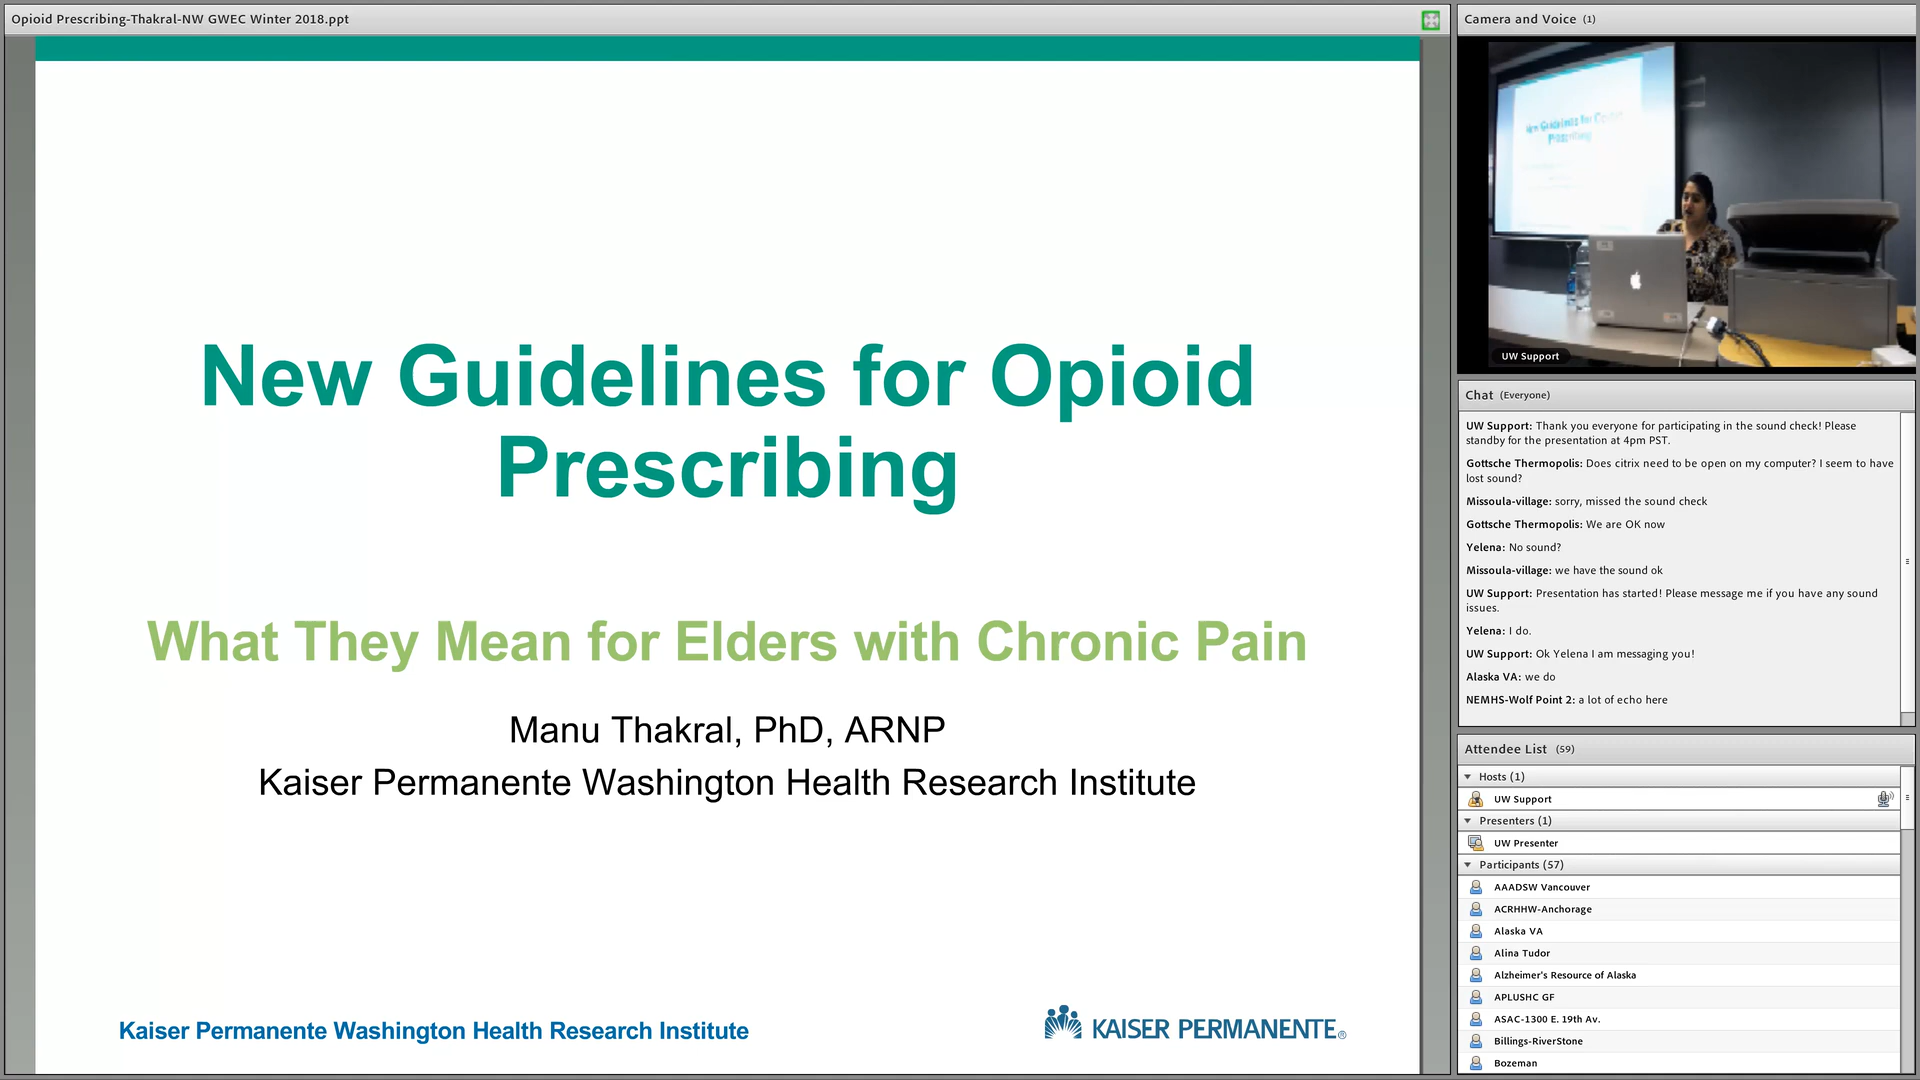 Opioid Prescribing-Thakral-NW GWEC Winter 2018.ppt
New Guidelines for Opioid
Prescribing
What They Mean for Elders with Chronic Pain
Manu Thakral, PhD, ARNP
Kaiser Permanente Washington Health Research Institute
Kaiser Permanente Washington Health Research Institute
KAISER PERMANENTE®
Camera and Voice (1)
New Guidelines for Opioid
Prescribing
UW Support
Chat (Everyone)
UW Support: Thank you everyone for participating in the sound check! Please
standby for the presentation at 4pm PST.
Gottsche Thermopolis: Does citrix need to be open on my computer? I seem to have
lost sound?
Missoula-village: sorry, missed the sound check
Gottsche Thermopolis: We are OK now
Yelena: No sound?
Missoula-village: we have the sound ok
UW Support: Presentation has started! Please message me if you have any sound
issues.
Yelena: I do.
UW Support: Ok Yelena I am messaging you!
Alaska VA: we do
NEMHS-Wolf Point 2: a lot of echo here
Attendee List (59)
Hosts (1)
UW Support
Presenters (1)
UW Presenter
Participants (57)
AAADSW Vancouver
ACRHHW-Anchorage
Alaska VA
Alina Tudor
Alzheimer's Resource of Alaska
APLUSHC GF
ASAC-1300 E. 19th Av.
Billings-RiverStone
Bozeman